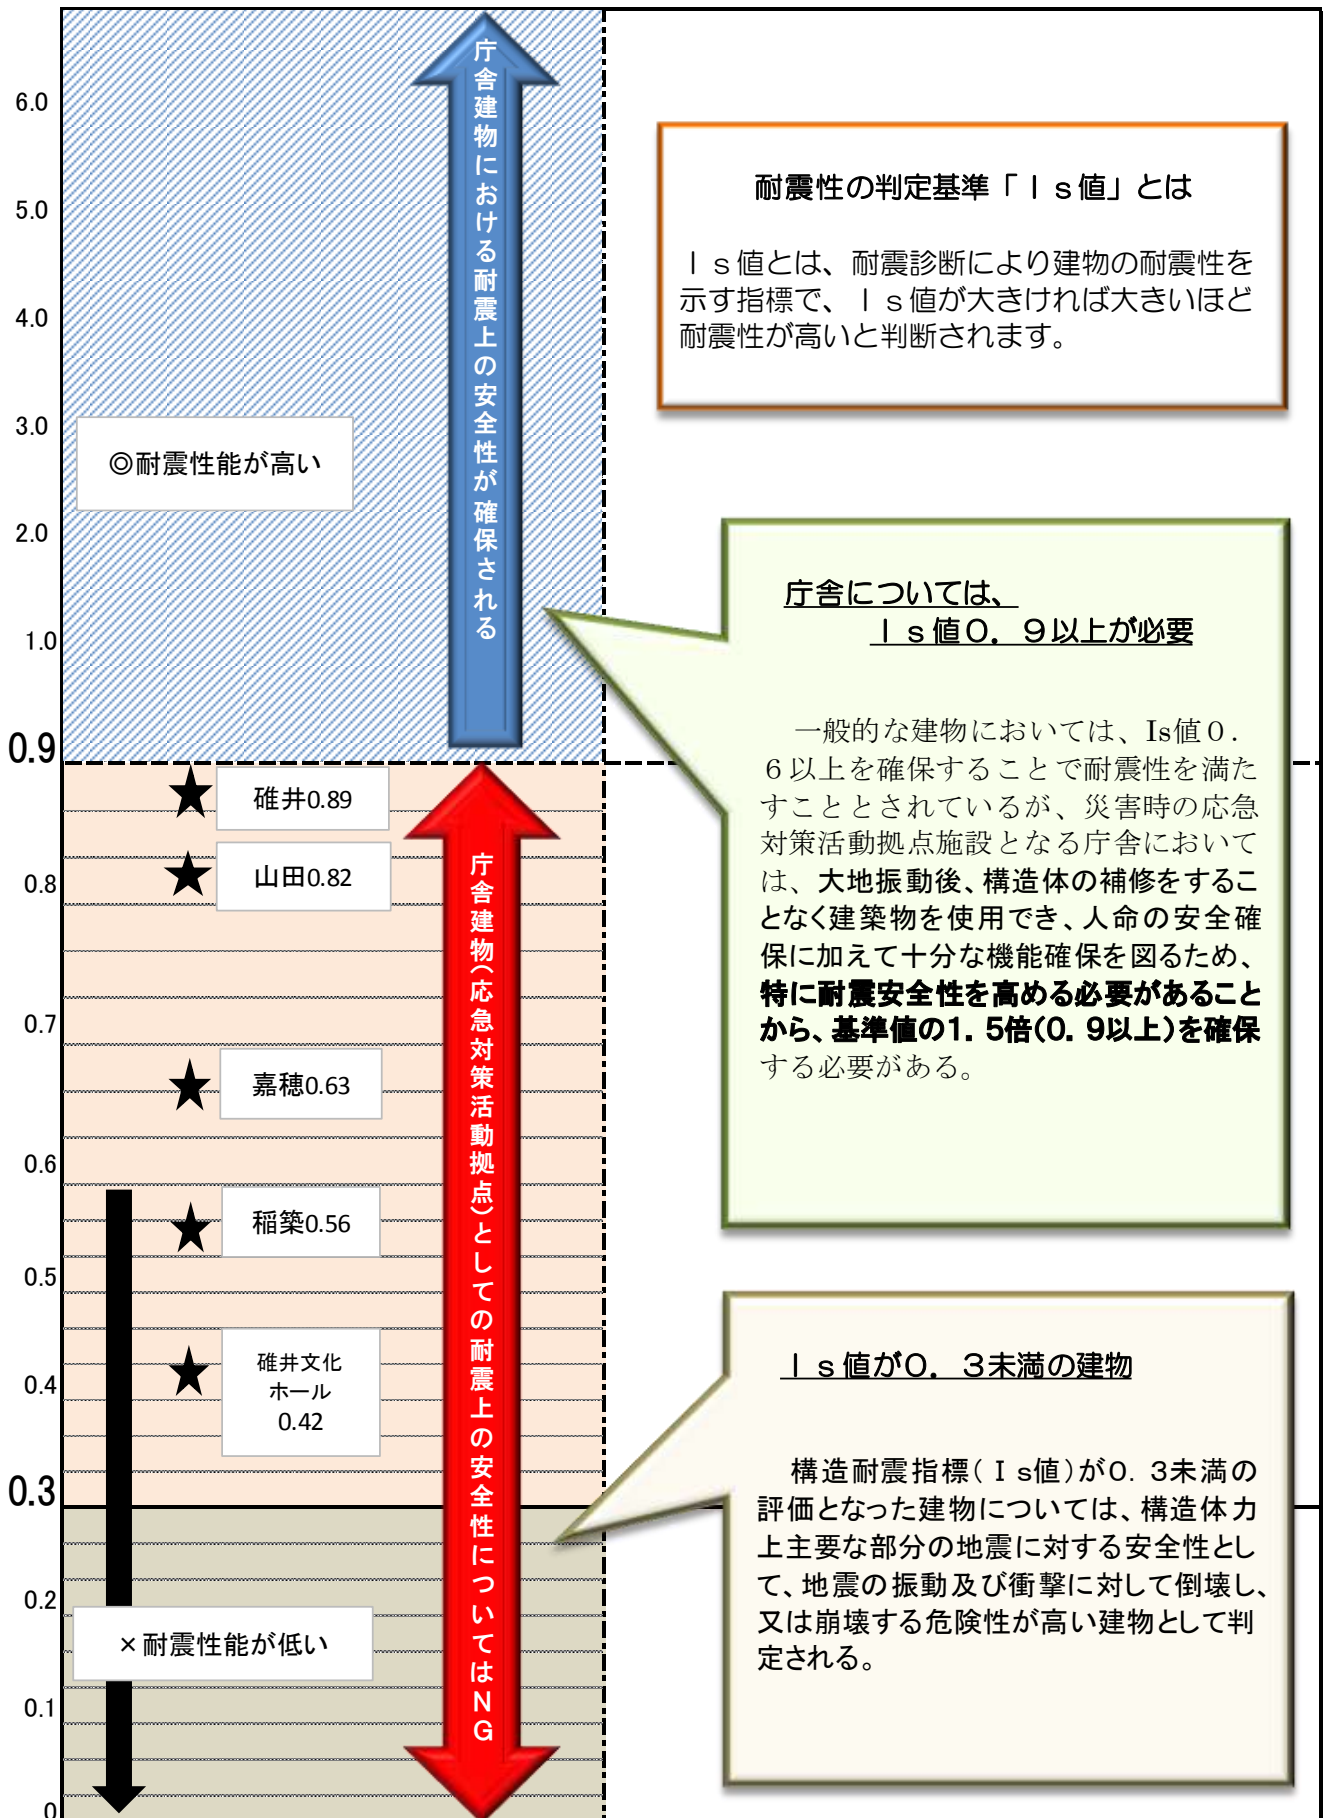 6.0
5.0
4.0
3.0
2.0
1.0
0.9
0.8
0.7
0.6
0.5
0.4
0.3
0.2
0.1
0
庁舎建物における耐震上の安全性が確保される
◎耐震性能が高い
碓井0.89
山田0.82
嘉穂0.63
稲築0.56
碓井文化
ホール
0.42
×耐震性能が低い
庁舎建物(応急対策活動拠点)としての耐震上の安全性についてはNG
耐震性の判定基準「Ｉｓ値」とは
Ｉｓ値とは、耐震診断により建物の耐震性を
示す指標で、Ｉｓ値が大きければ大きいほど
耐震性が高いと判断されます。
庁舎については、
Ｉｓ値０．９以上が必要
一般的な建物においては、Is値０．
６以上を確保することで耐震性を満た
すこととされているが、災害時の応急
対策活動拠点施設となる庁舎において
は、大地振動後、構造体の補修をするこ
となく建築物を使用でき、人命の安全確
保に加えて十分な機能確保を図るため、
特に耐震安全性を高める必要があること
から、基準値の1．5倍(0．9以上)を確保
する必要がある。
Ｉｓ値が０．３未満の建物
構造耐震指標(Ｉs値)が0．3未満の
評価となった建物については、構造体力
上主要な部分の地震に対する安全性とし
て、地震の振動及び衝撃に対して倒壊し、
又は崩壊する危険性が高い建物として判
定される。